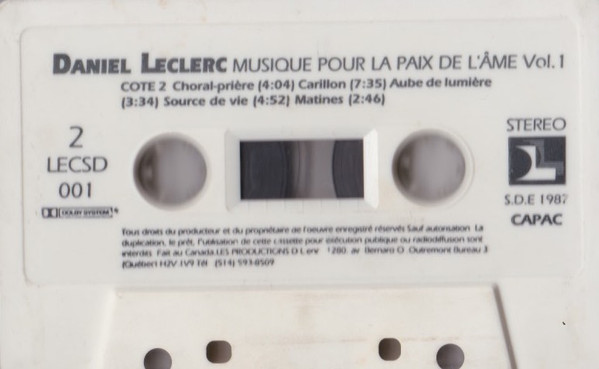 DANIEL LECLERC MUSIQUE POUR LA PAIX DE L'ÂME Vol. 1
COTE 2 Choral-prière (4:04) Carillon (7:35) Aube de lumière
(3:34) Source de vie (4:52) Matines (2:46)
2
LECSD
001
DOLBY SYSTEM
STEREO
DL
S.D.E 1987
CAPAC
Tous droits du producteur et du propriétaire de l'oeuvre enregistré réservés Sauf autorisation La
duplication, le prêt, l'utilisation de cette cassette pour exécution publique ou radiodiffusion sont
interdits. Fait au Canada LES PRODUCTIONS D L enr 1280, av Bernard O. Outremont Bureau 3
(Québec) H2V 1V9 Tél (514) 593-8509